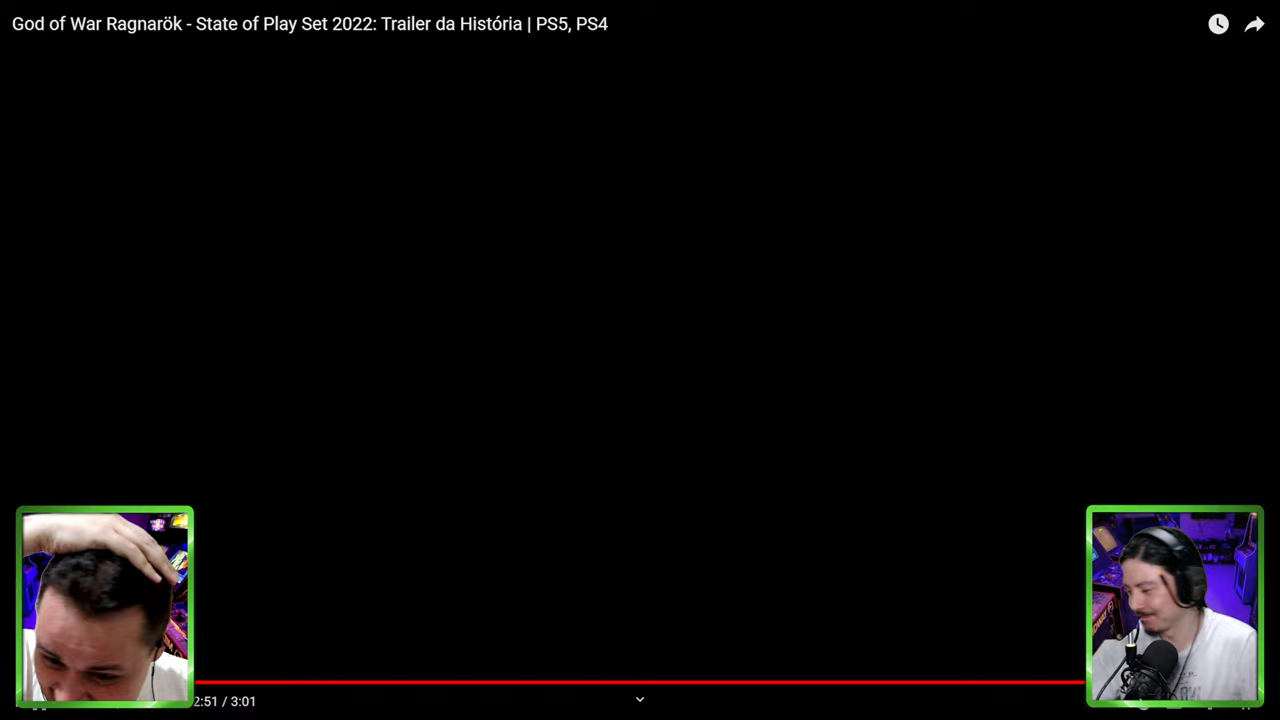 God of War Ragnarök - State of Play Set 2022: Trailer da História | PS5, PS4
2:51 / 3:01